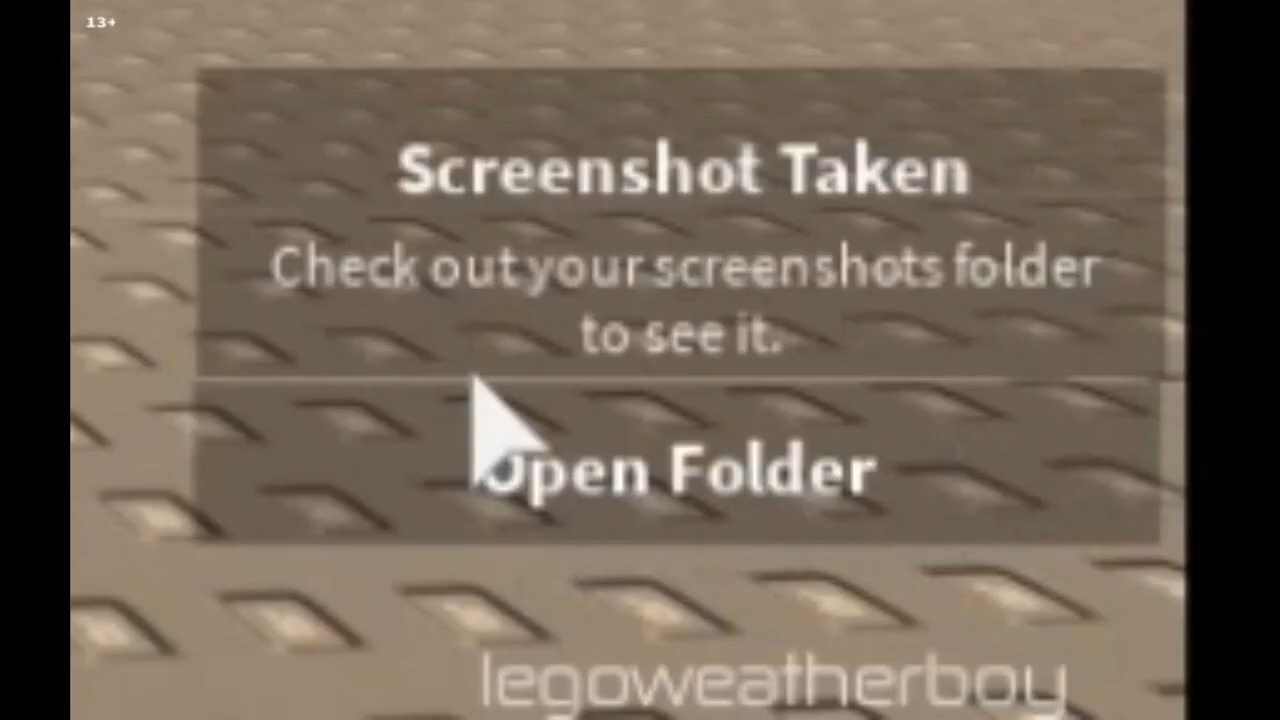 13+
Screenshot Taken
Check out your screenshots folder
to see it.
Open Folder
legoweatherboy